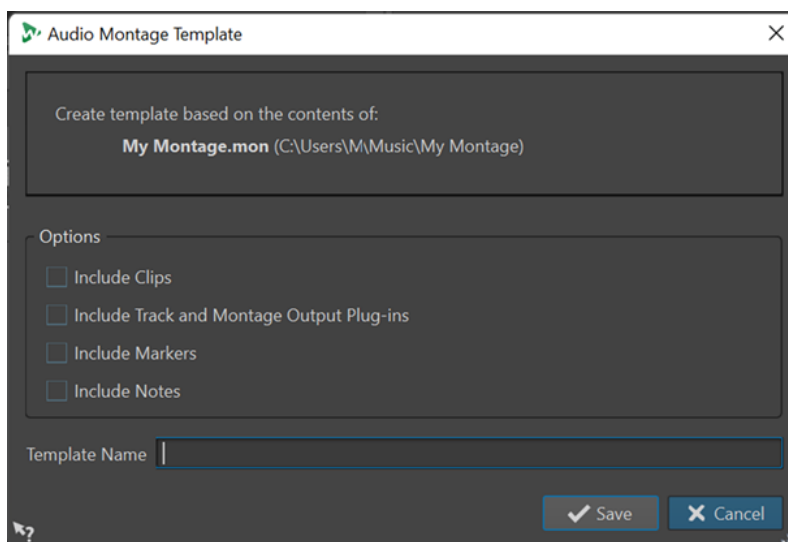 Audio Montage Template
Create template based on the contents of:
My Montage.mon (C:\Users\M\Music\My Montage)
Options
Include Clips
Include Track and Montage Output Plug-ins
Include Markers
Include Notes
Template Name
Save
Cancel